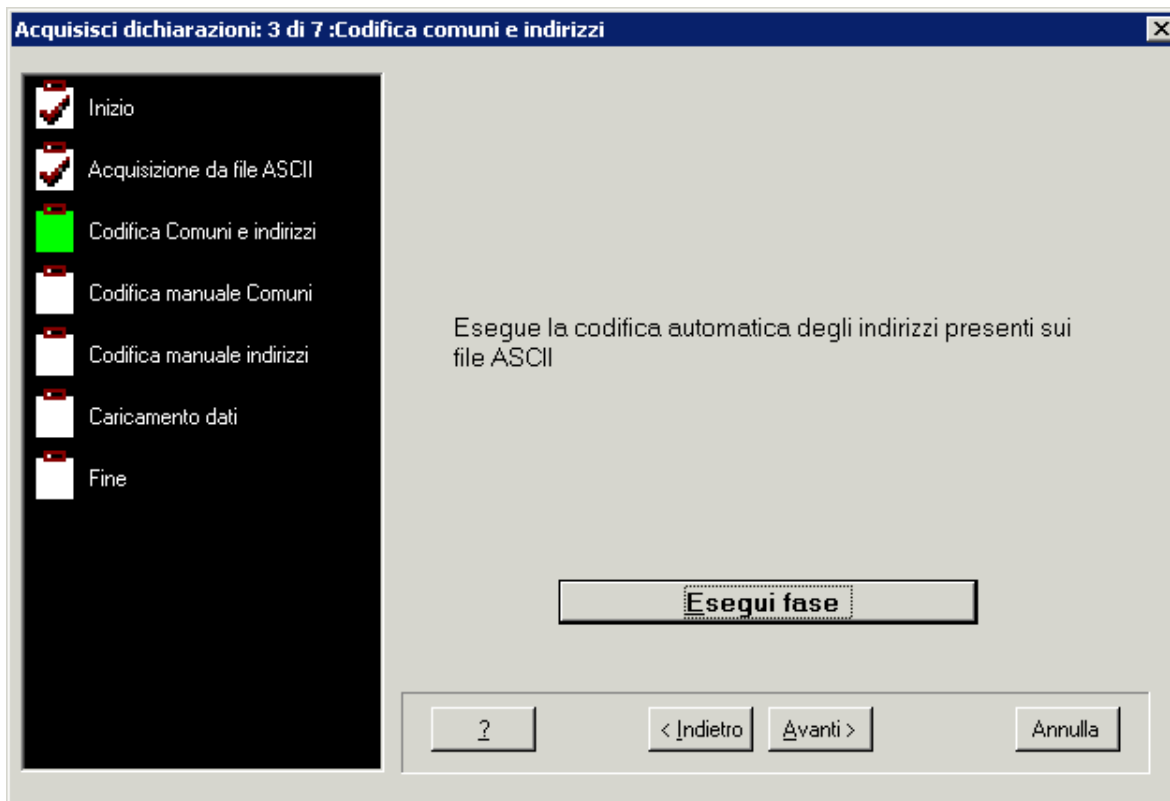 Acquisisci dichiarazioni: 3 di 7 :Codifica comuni e indirizzi
Inizio
Acquisizione da file ASCII
Codifica Comuni e indirizzi
Codifica manuale Comuni
Codifica manuale indirizzi
Caricamento dati
Fine
Esegue la codifica automatica degli indirizzi presenti sui
file ASCII
Esegui fase
?
< Indietro
Avanti >
Annulla